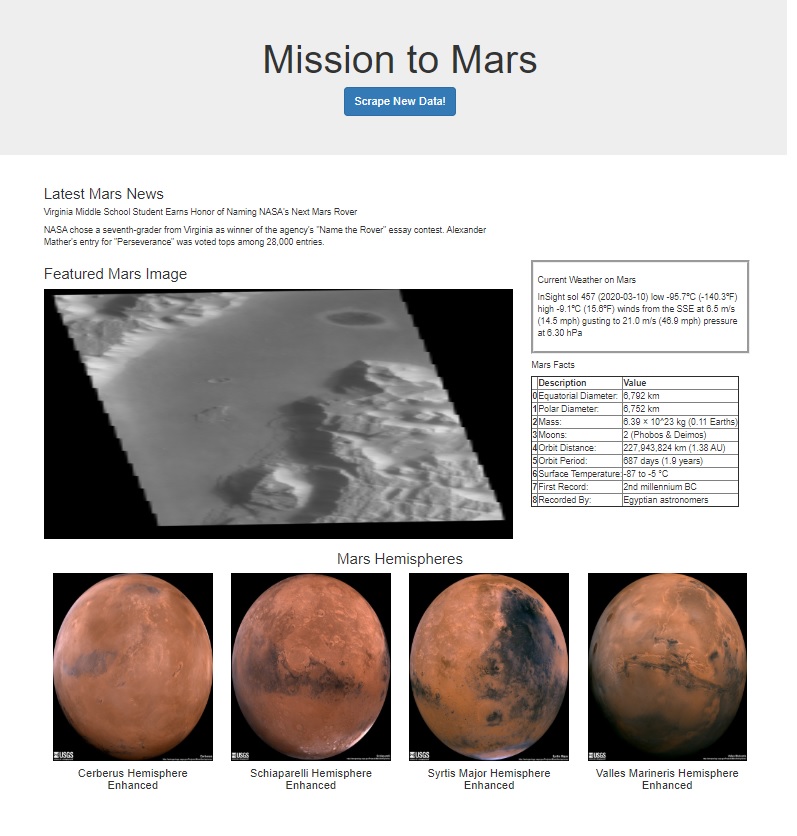 Mission to Mars
Scrape New Data!
Latest Mars News
Virginia Middle School Student Earns Honor of Naming NASA's Next Mars Rover
NASA chose a seventh-grader from Virginia as winner of the agency's "Name the Rover" essay contest. Alexander
Mather's entry for "Perseverance" was voted tops among 28,000 entries.
Featured Mars Image
Current Weather on Mars
InSight sol 457 (2020-03-10) low -95.7ºC (-140.3ºF)
high -9.1ºC (15.6ºF) winds from the SSE at 6.5 m/s
(14.5 mph) gusting to 21.0 m/s (46.9 mph) pressure
at 6.30 hPa
Mars Facts
Description Value
0 Equatorial Diameter: 6,792 km
1 Polar Diameter: 6,752 km
2 Mass: 6.39 × 10^23 kg (0.11 Earths)
3 Moons: 2 (Phobos & Deimos)
4 Orbit Distance: 227,943,824 km (1.38 AU)
5 Orbit Period: 687 days (1.9 years)
6 Surface Temperature: -87 to -5 °C
7 First Record: 2nd millennium BC
8 Recorded By: Egyptian astronomers
Mars Hemispheres
USGS
USGS
USGS
USGS
Cerberus Hemisphere
Enhanced
Schiaparelli Hemisphere
Enhanced
Syrtis Major Hemisphere
Enhanced
Valles Marineris Hemisphere
Enhanced